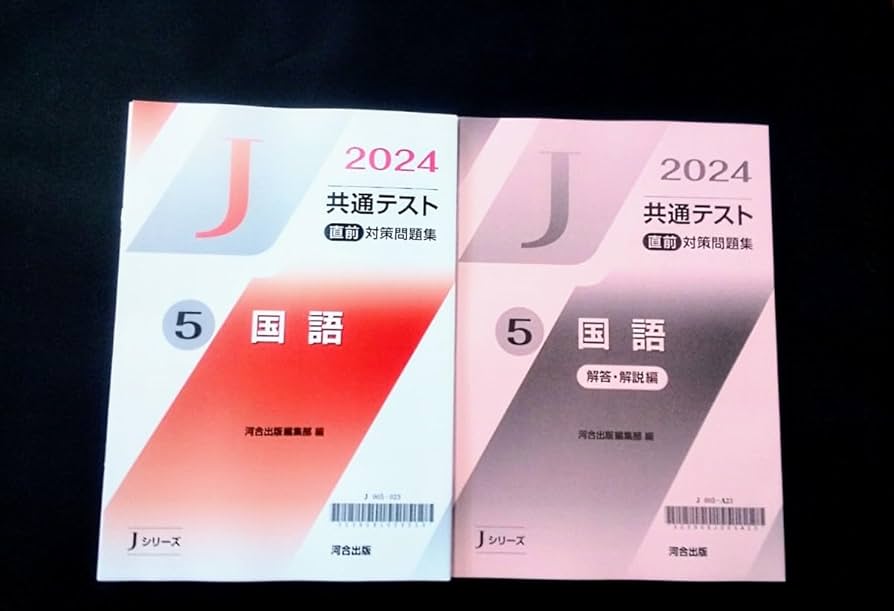 J
2024
共通テスト
直前 対策問題集
5 国語
河合出版編集部 編
J 005-023
Jシリーズ
河合出版
J
2024
共通テスト
直前 対策問題集
5 国語
解答・解説編
河合出版編集部 編
Jシリーズ
河合出版